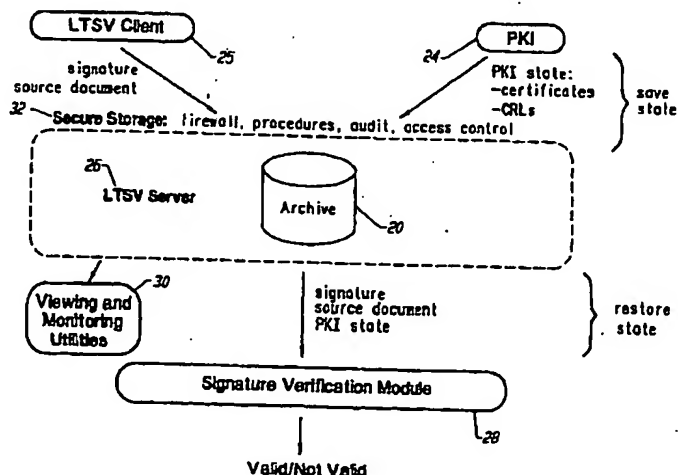 LTSV Client
25
24
PKI
signature
source document
PKI state:
-certificates
-CRLs
save
state
32 Secure Storage: firewall, procedures, audit, access control
26
LTSV Server
Archive
20
30
Viewing and
Monitoring
Utilities
signature
source document
PKI state
restore
state
Signature Verification Module
28
Valid/Not Valid